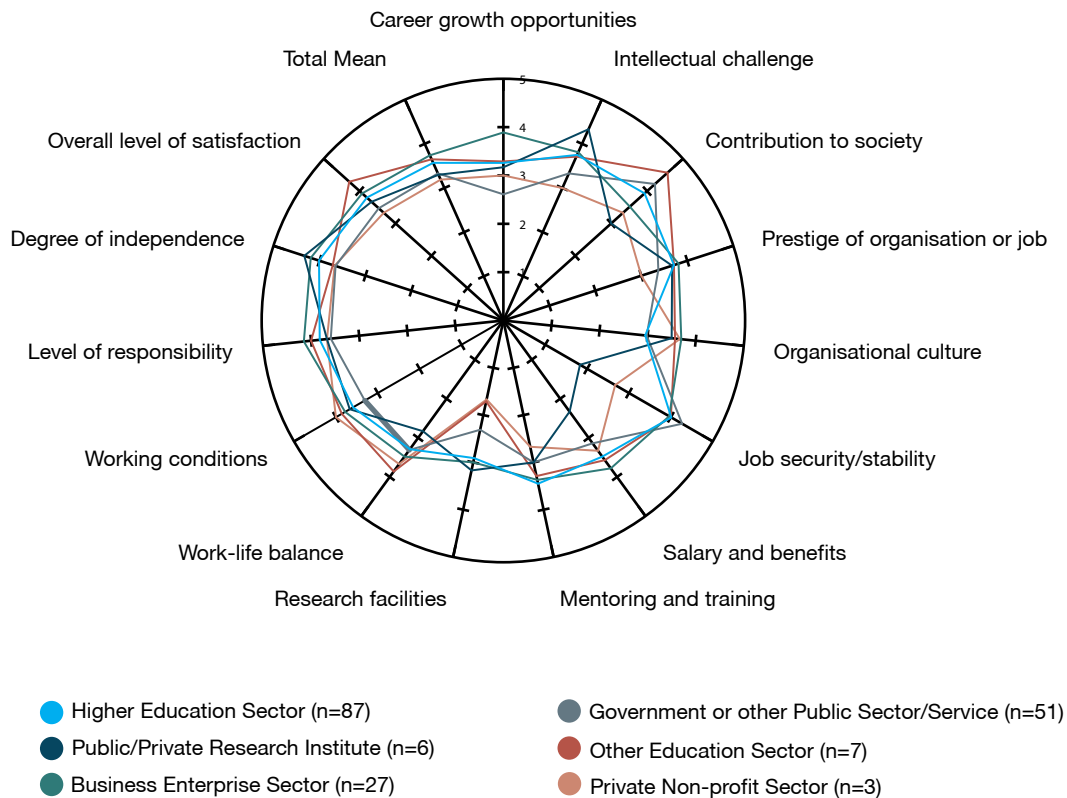 Career growth opportunities
Total Mean
Intellectual challenge
5
4
3
2
1
Overall level of satisfaction
Contribution to society
Degree of independence
Prestige of organisation or job
Level of responsibility
Organisational culture
Working conditions
Job security/stability
Work-life balance
Salary and benefits
Research facilities
Mentoring and training
Higher Education Sector (n=87)
Government or other Public Sector/Service (n=51)
Public/Private Research Institute (n=6)
Other Education Sector (n=7)
Business Enterprise Sector (n=27)
Private Non-profit Sector (n=3)